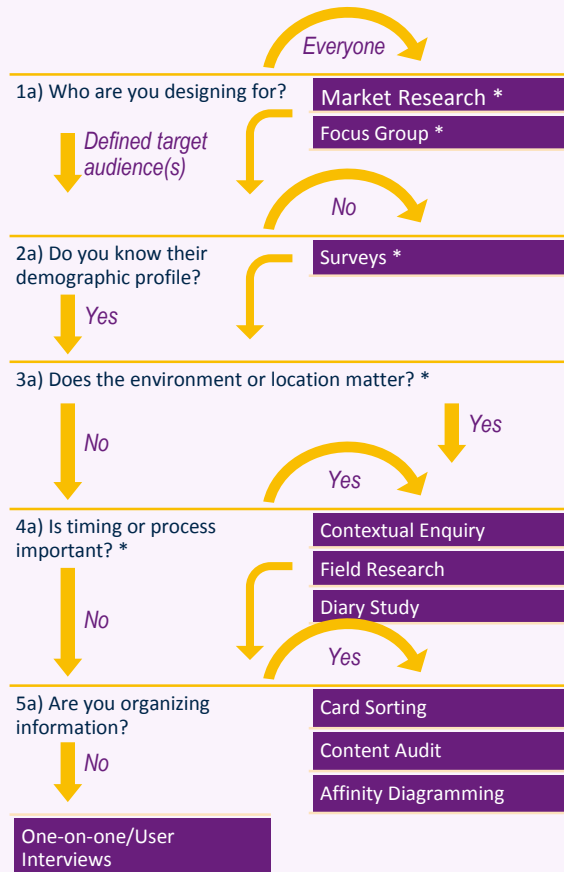 Everyone
1a) Who are you designing for?
Market Research *
Focus Group *
Defined target
audience(s)
No
2a) Do you know their
demographic profile?
Surveys *
Yes
3a) Does the environment or location matter? *
No
Yes
Yes
4a) Is timing or process
important? *
Contextual Enquiry
Field Research
Diary Study
No
Yes
5a) Are you organizing
information?
Card Sorting
Content Audit
Affinity Diagramming
No
One-on-one/User
Interviews